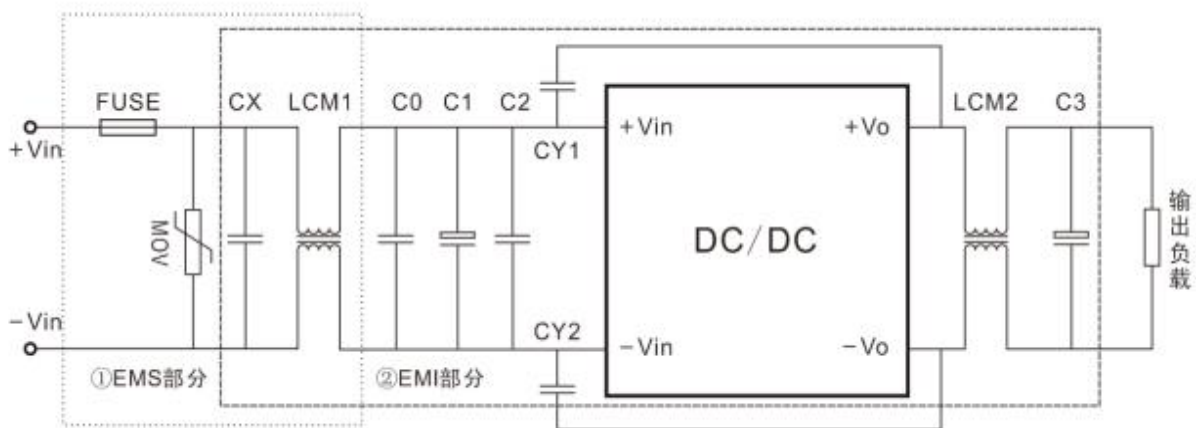 FUSE
CX
LCM1
C0
C1
C2
LCM2
C3
+Vin
CY1
+Vin
+Vo
MOV
DC/DC
输出负载
-Vin
CY2
-Vin
-Vo
①EMS部分
②EMI部分